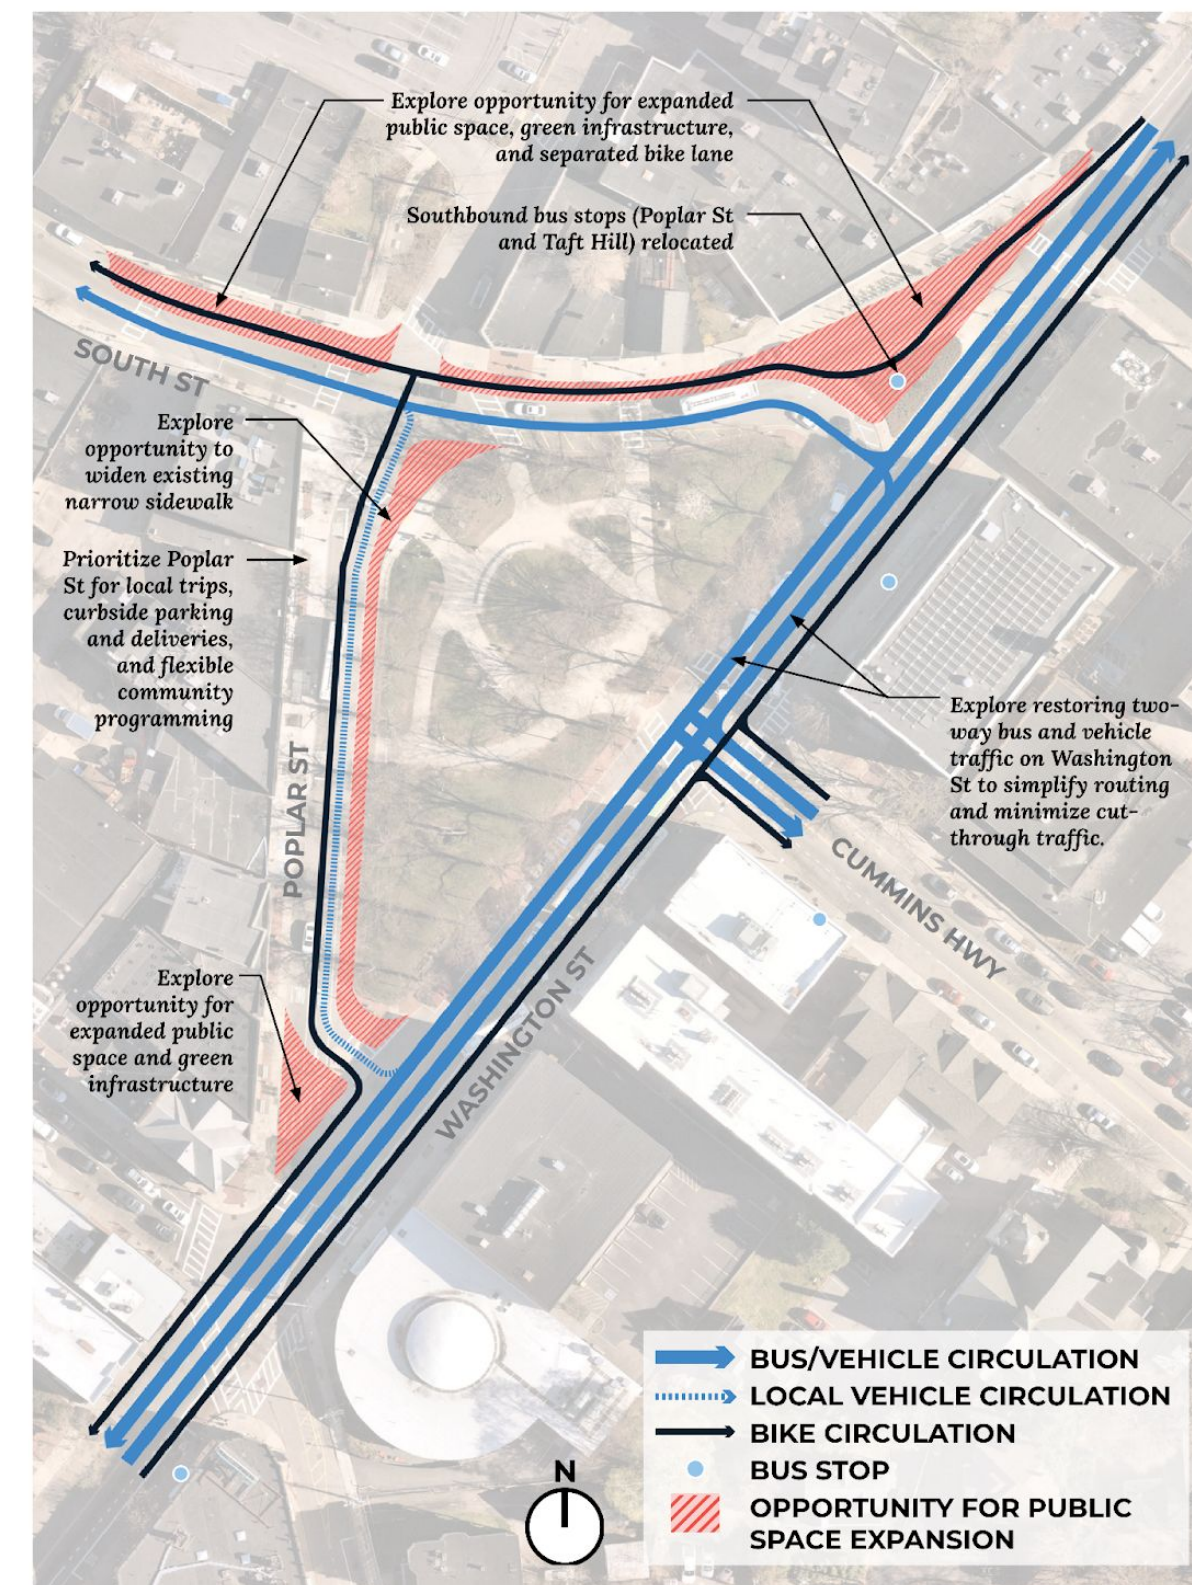 Explore opportunity for expanded
public space, green infrastructure,
and separated bike lane
Southbound bus stops (Poplar St
and Taft Hill) relocated
SOUTH ST
Explore
opportunity to
widen existing
narrow sidewalk
Prioritize Poplar
St for local trips,
curbside parking
and deliveries,
and flexible
community
programming
POPLAR ST
Explore restoring two-
way bus and vehicle
traffic on Washington
St to simplify routing
and minimize cut-
through traffic.
CUMMINS HWY
WASHINGTON ST
Explore
opportunity for
expanded public
space and green
infrastructure
N
BUS/VEHICLE CIRCULATION
LOCAL VEHICLE CIRCULATION
BIKE CIRCULATION
BUS STOP
OPPORTUNITY FOR PUBLIC
SPACE EXPANSION